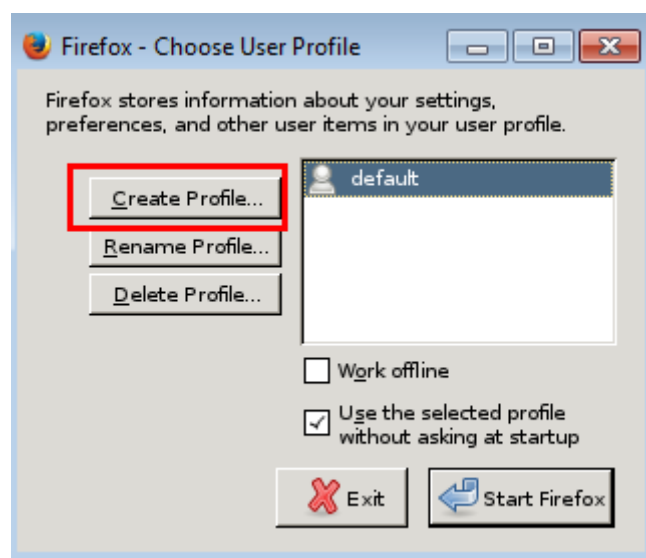 Firefox - Choose User Profile
Firefox stores information about your settings,
preferences, and other user items in your user profile.
Create Profile...
Rename Profile...
Delete Profile...
default
Work offline
Use the selected profile
without asking at startup
Exit
Start Firefox